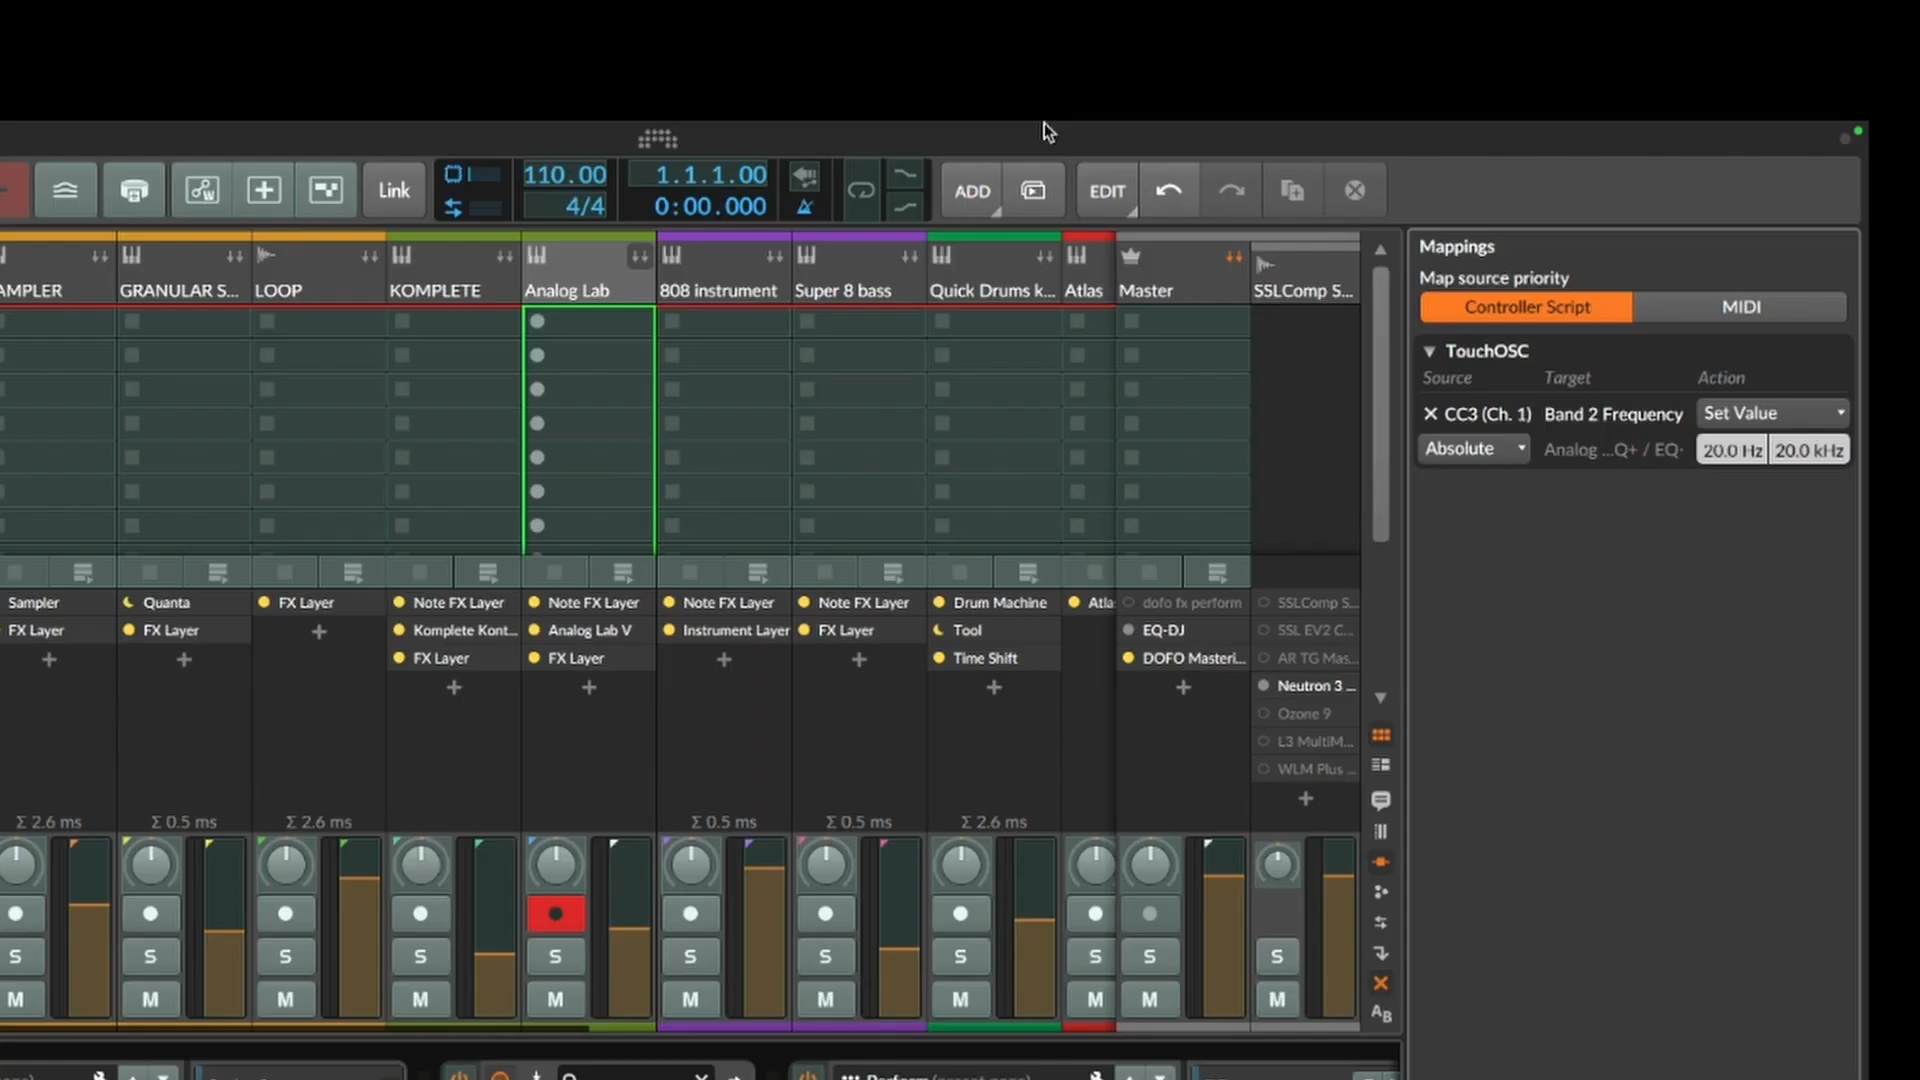 Link
110.00
4/4
1.1.1.00
0:00.000
ADD
EDIT
AMPLER
GRANULAR S...
LOOP
KOMPLETE
Analog Lab
808 instrument
Super 8 bass
Quick Drums k...
Atlas
Master
SSLComp S...
Mappings
Map source priority
Controller Script
MIDI
TouchOSC
Source
Target
Action
CC3 (Ch. 1)
Band 2 Frequency
Set Value
Absolute
Analog ...Q+ / EQ-
20.0 Hz
20.0 kHz
Sampler
Quanta
FX Layer
Note FX Layer
Note FX Layer
Note FX Layer
Note FX Layer
Drum Machine
Atla
dofo fx perform
SSLComp S...
FX Layer
FX Layer
Komplete Kont...
Analog Lab V
Instrument Layer
FX Layer
Tool
EQ-DJ
SSL EV2 C...
FX Layer
FX Layer
Time Shift
DOFO Masteri...
AR TG Mas...
Neutron 3 ...
Ozone 9
L3 MultiM...
WLM Plus ...
Σ 2.6 ms
Σ 0.5 ms
Σ 2.6 ms
Σ 0.5 ms
Σ 0.5 ms
Σ 2.6 ms
S
S
S
S
S
S
S
S
S
S
S
M
M
M
M
M
M
M
M
M
M
M
AB